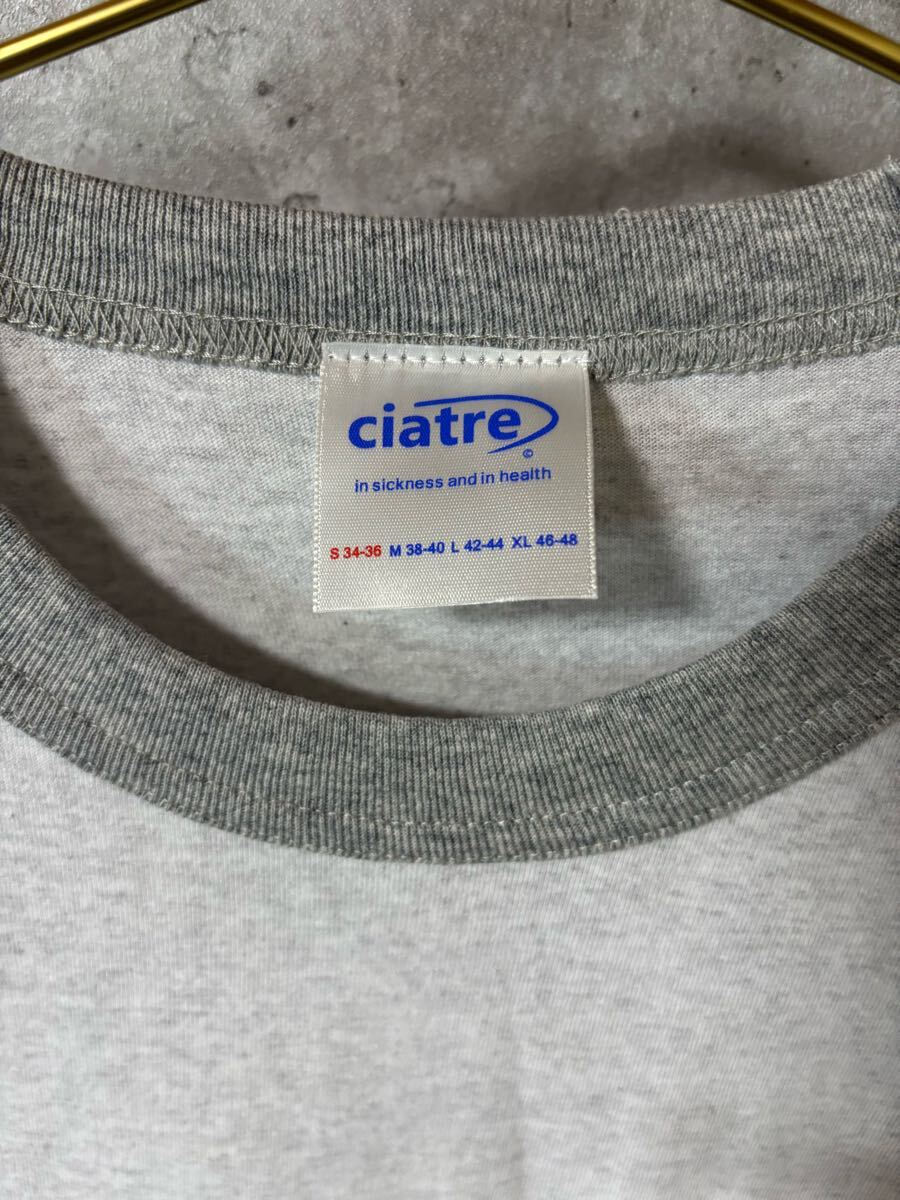 ciatre
©
in sickness and in health
S 34-36 M 38-40 L 42-44 XL 46-48